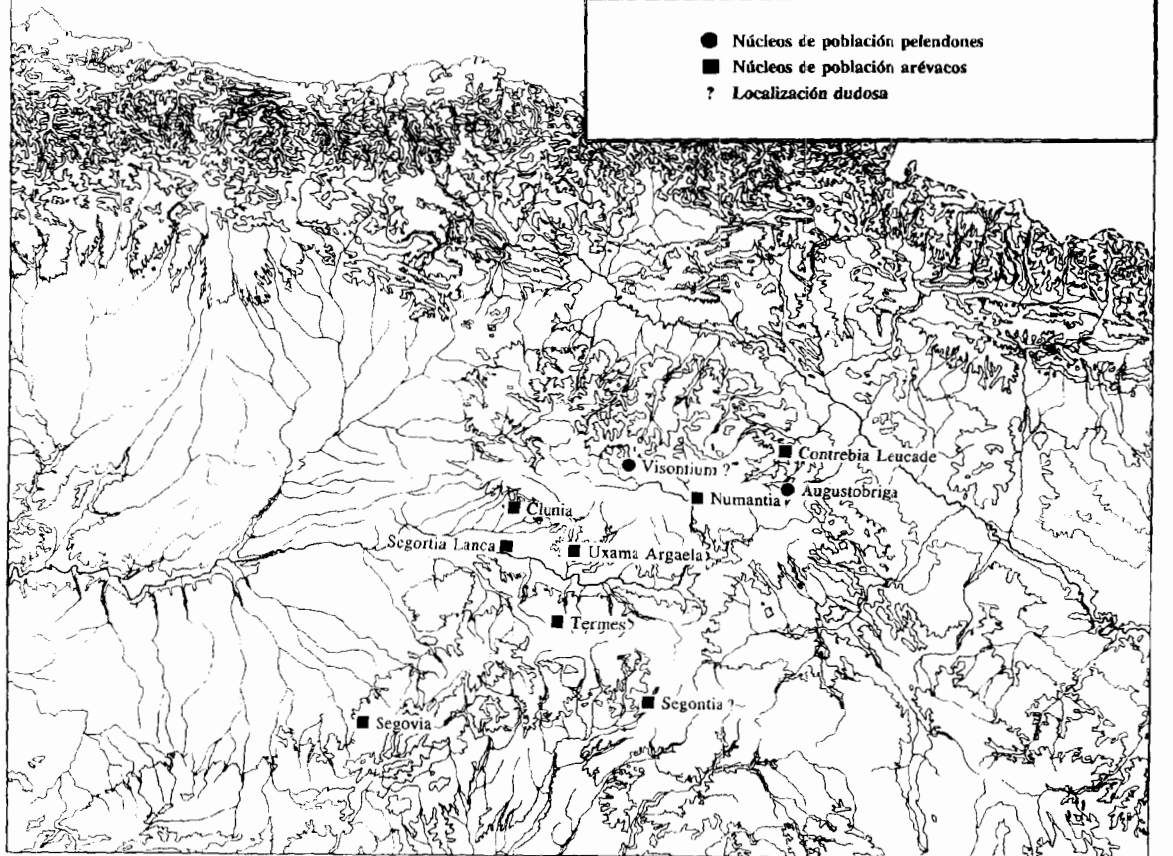 ● Núcleos de población pelendones
■ Núcleos de población arévacos
? Localización dudosa
Contrebia Leucade
Visontium ?
Augustobriga
Numantia
Clunia
Segortia Lanca
Uxama Argaela
Termes
Segontia ?
Segovia